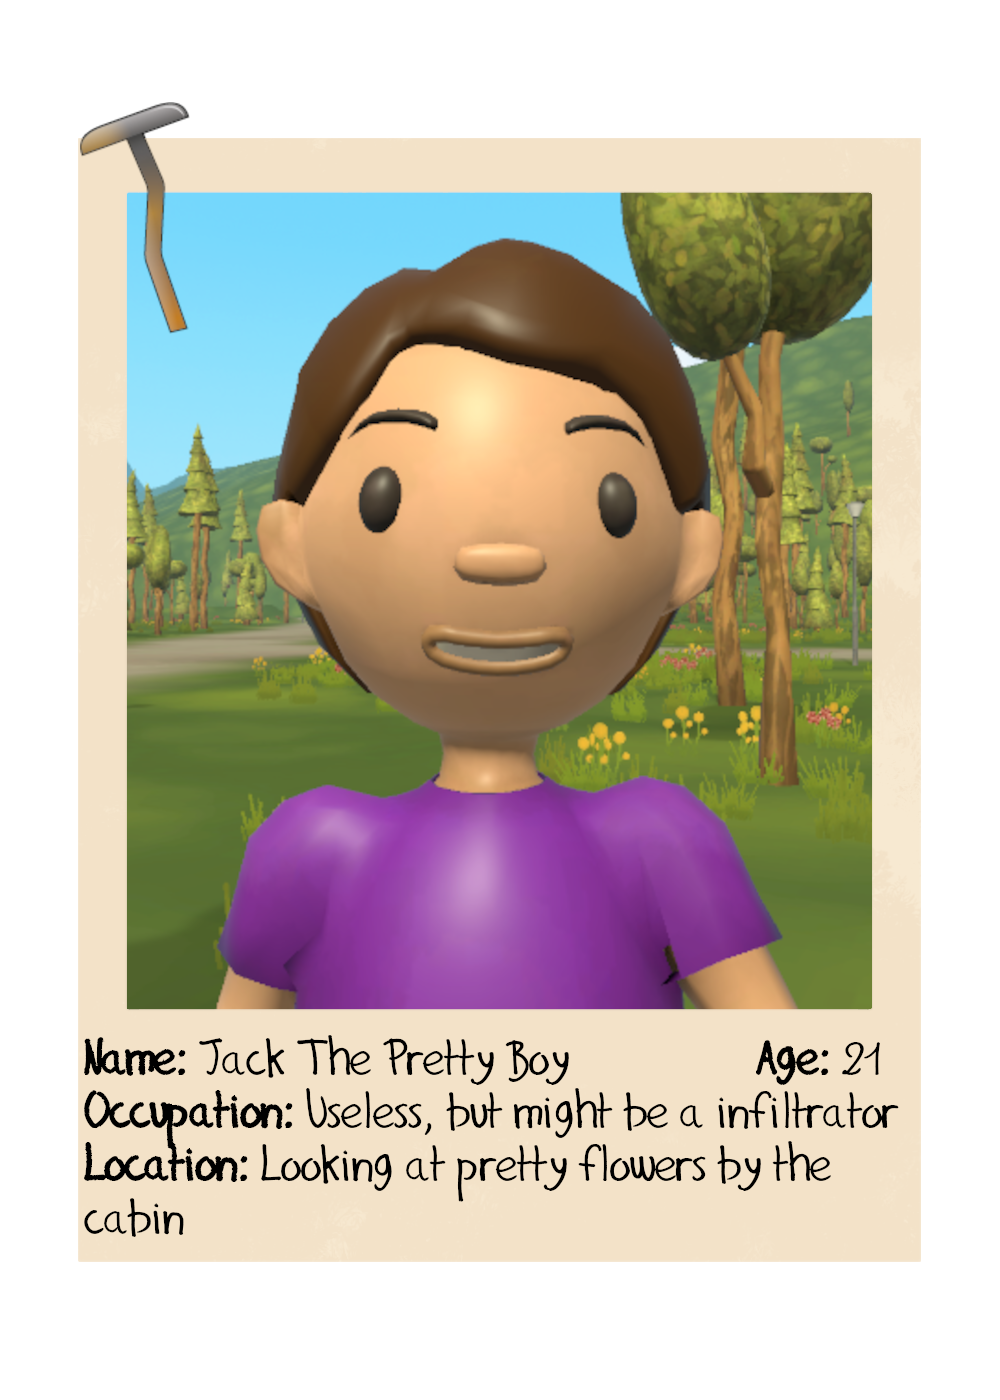 Name: Jack The Pretty Boy Age: 21
Occupation: Useless, but might be a infiltrator
Location: Looking at pretty flowers by the
cabin